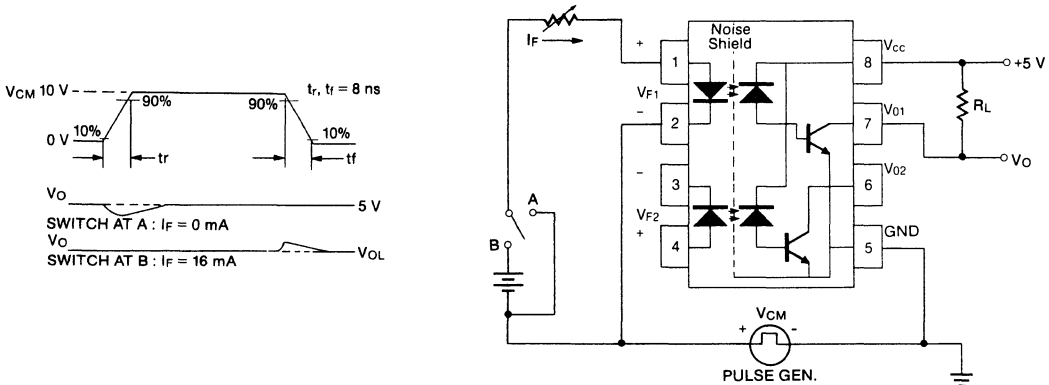 VCM 10 V
90%
90%
tr, tf = 8 ns
0 V
10%
10%
tr
tf
VO
5 V
SWITCH AT A : IF = 0 mA
VO
VOL
SWITCH AT B : IF = 16 mA
IF
A
B
Noise
Shield
+
1
VF1
-
2
-
3
VF2
+
4
8
VCC
7
V01
6
V02
5
GND
+5 V
RL
VO
VCM
+
-
PULSE GEN.